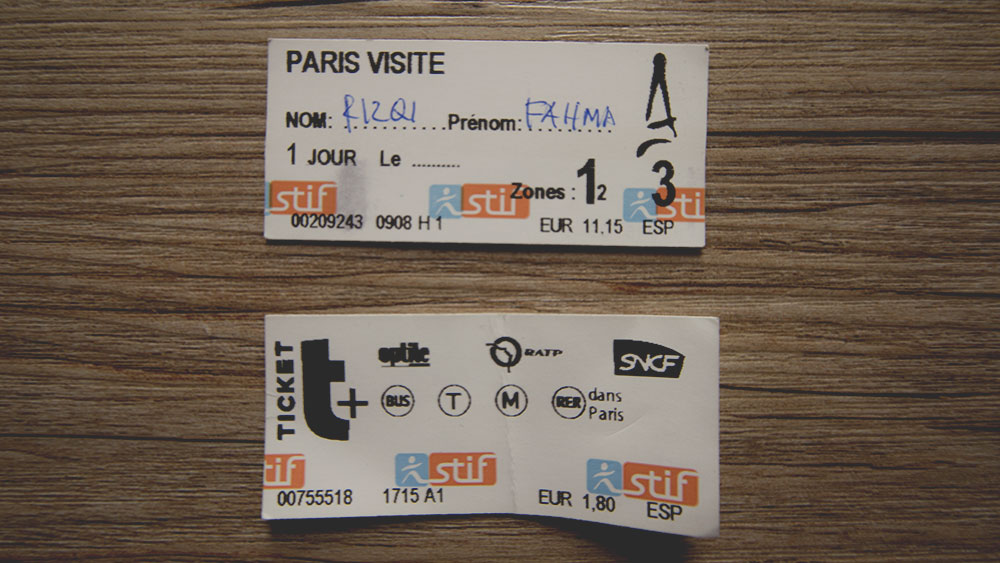 PARIS VISITE
NOM: RIZQI Prénom: FAHMA
1 JOUR Le ..........
Zones : 1 2 3
stif stif sti
00209243 0908 H 1 EUR 11,15 ESP
TICKET t+
optile RATP SNCF
BUS T M RER dans Paris
tif stif stif
00755518 1715 A1 EUR 1,80 ESP